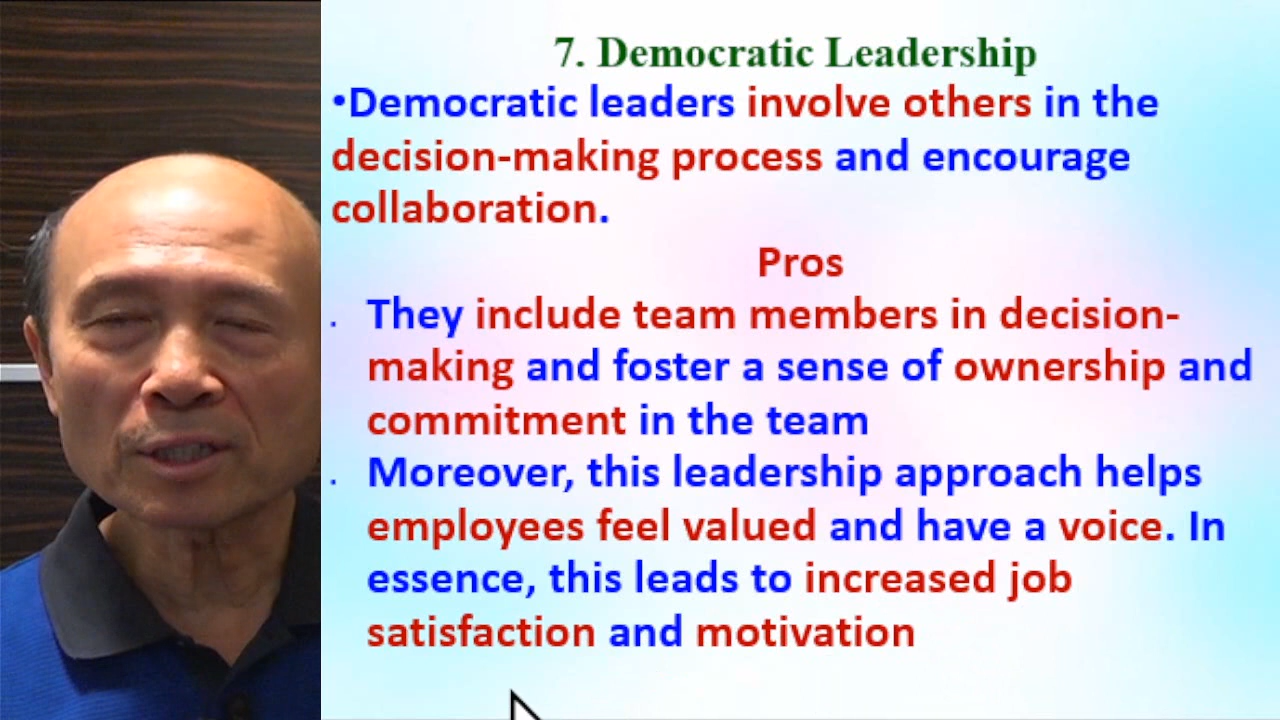 7. Democratic Leadership
•Democratic leaders involve others in the
decision-making process and encourage
collaboration.
Pros
. They include team members in decision-
making and foster a sense of ownership and
commitment in the team
. Moreover, this leadership approach helps
employees feel valued and have a voice. In
essence, this leads to increased job
satisfaction and motivation